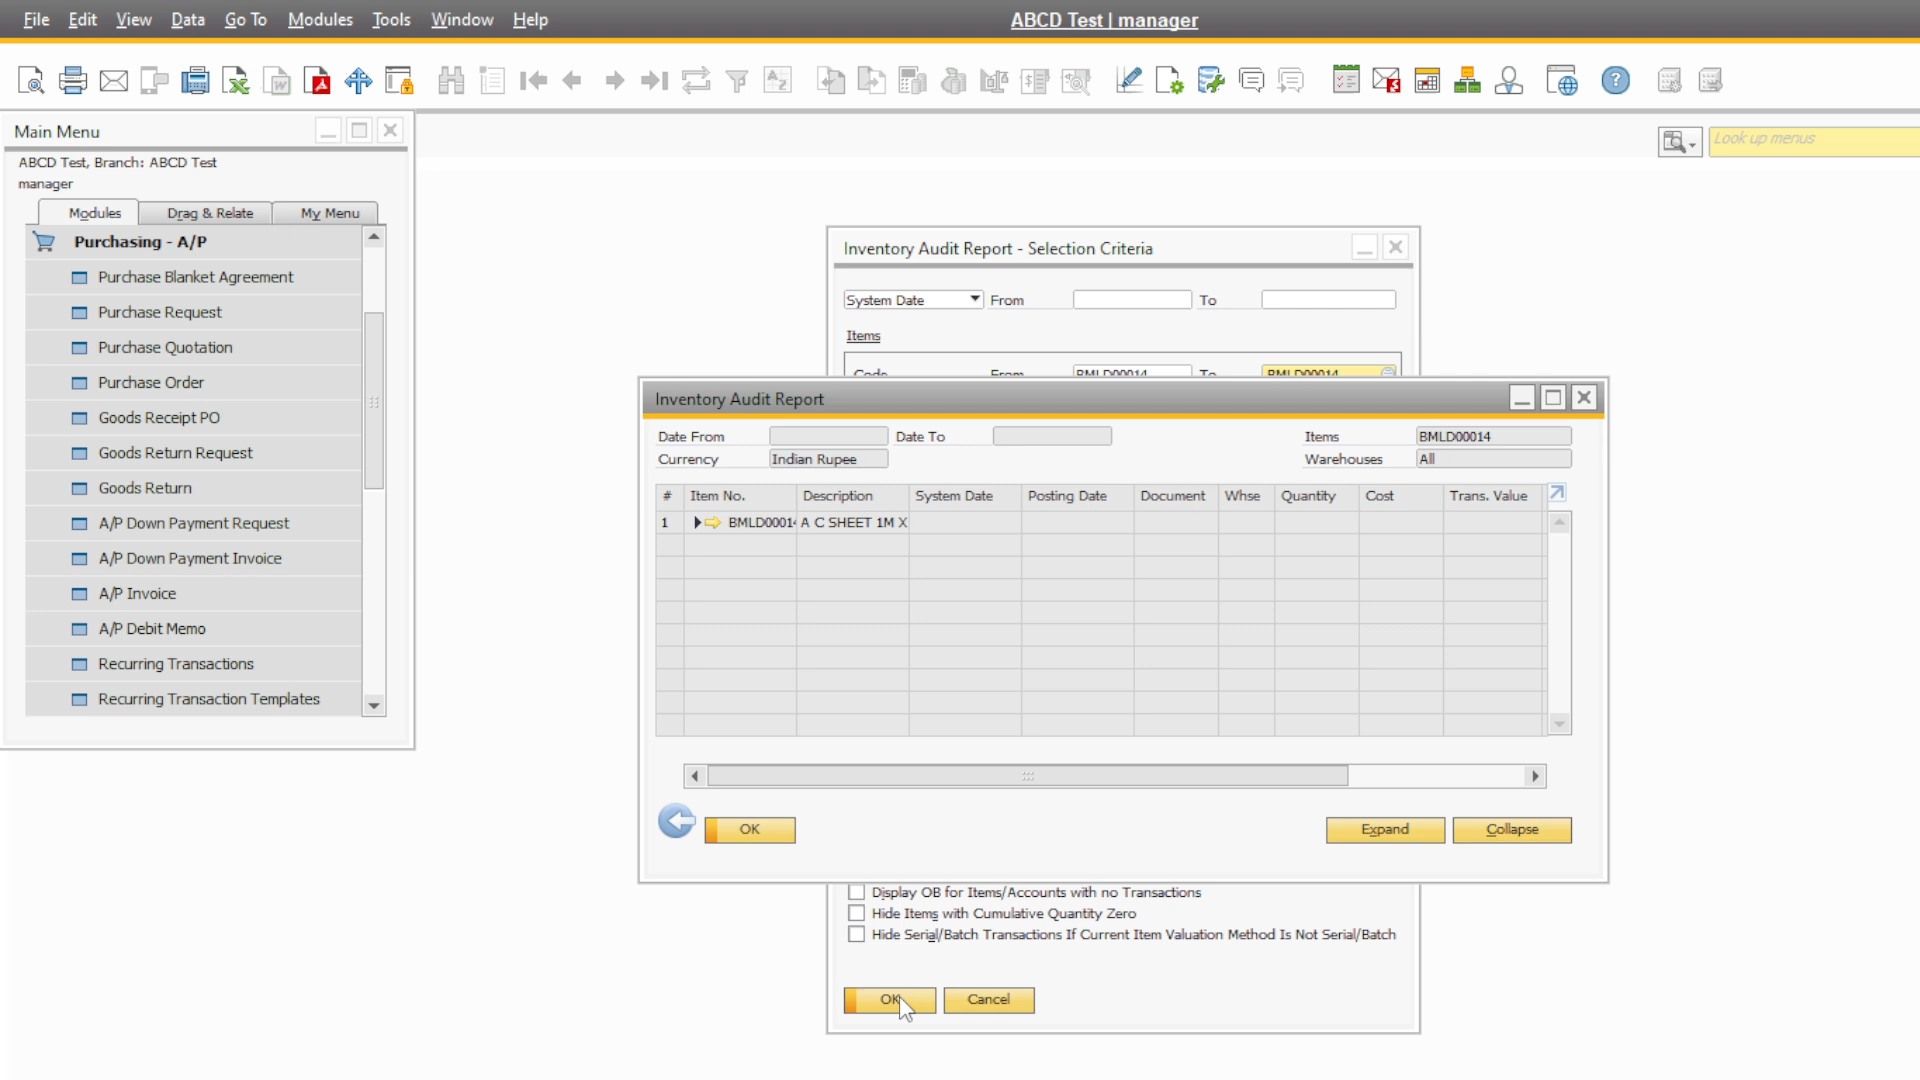 File Edit View Data Go To Modules Tools Window Help
ABCD Test | manager
Look up menus
Main Menu
ABCD Test, Branch: ABCD Test
manager
Modules Drag & Relate My Menu
Purchasing - A/P
Purchase Blanket Agreement
Purchase Request
Purchase Quotation
Purchase Order
Goods Receipt PO
Goods Return Request
Goods Return
A/P Down Payment Request
A/P Down Payment Invoice
A/P Invoice
A/P Debit Memo
Recurring Transactions
Recurring Transaction Templates
Inventory Audit Report - Selection Criteria
System Date From To
Items
Code From BMLD00014 To BMLD00014
Inventory Audit Report
Date From Date To Items BMLD00014
Currency Indian Rupee Warehouses All
# Item No. Description System Date Posting Date Document Whse Quantity Cost Trans. Value
1 BMLD0001 A C SHEET 1M X
OK Expand Collapse
Display OB for Items/Accounts with no Transactions
Hide Items with Cumulative Quantity Zero
Hide Serial/Batch Transactions If Current Item Valuation Method Is Not Serial/Batch
OK Cancel